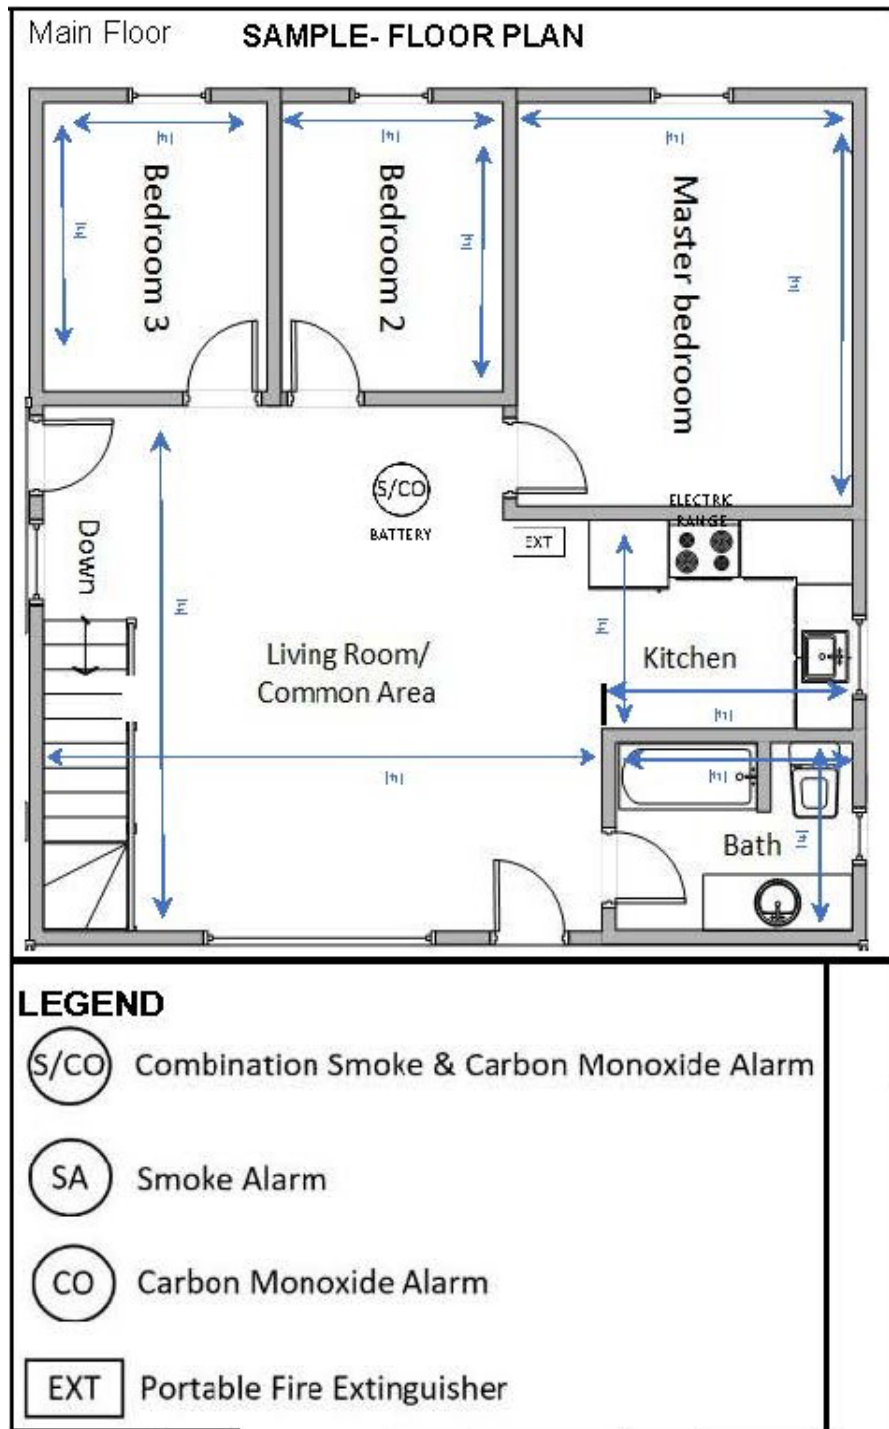 Main Floor
SAMPLE- FLOOR PLAN
Bedroom 3
Bedroom 2
Master bedroom
S/CO
BATTERY
ELECTRIC
RANGE
EXT
Down
Living Room/
Common Area
Kitchen
Bath
LEGEND
S/CO Combination Smoke & Carbon Monoxide Alarm
SA Smoke Alarm
CO Carbon Monoxide Alarm
EXT Portable Fire Extinguisher